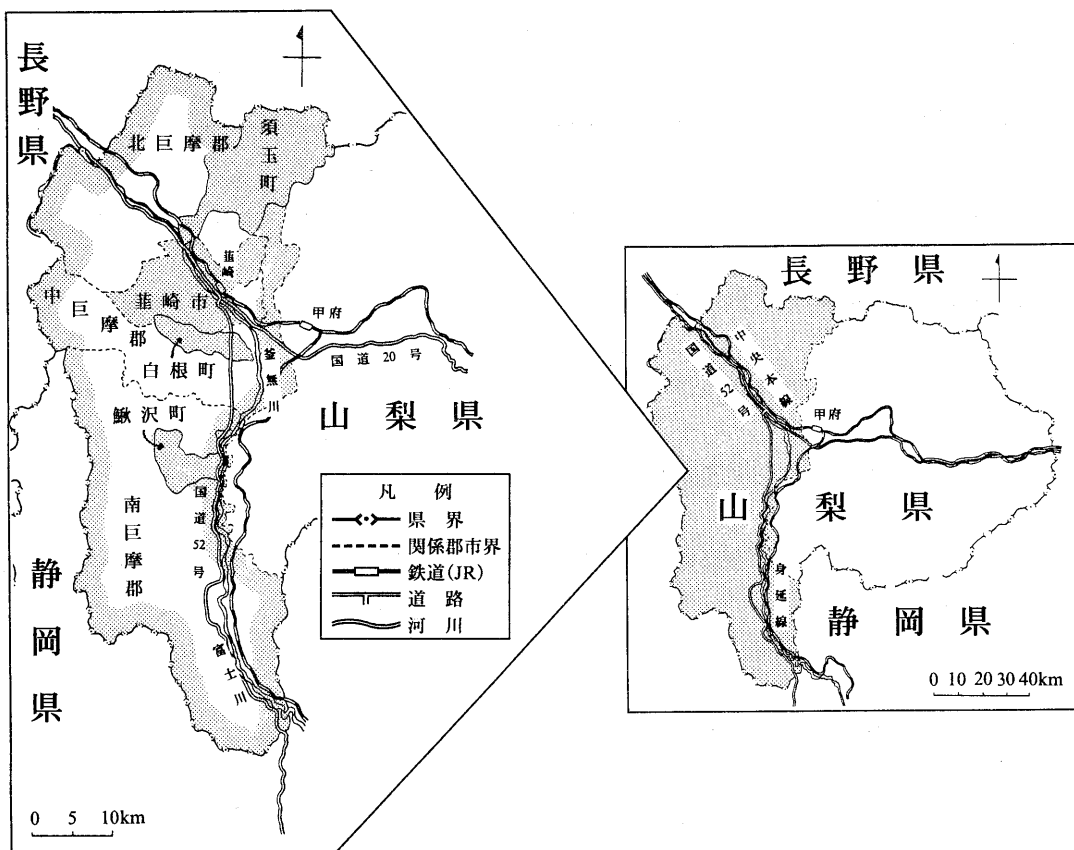 長野県
北巨摩郡
須玉町
韮崎
中巨摩郡
韮崎市
甲府
国道20号
釜無川
白根町
鰍沢町
山梨県
国道52号
南巨摩郡
静岡県
富士川
凡例
県界
関係郡市界
鉄道(JR)
道路
河川
0 5 10km
長野県
中央本線
国道52号
甲府
山梨県
身延線
静岡県
0 10 20 30 40km